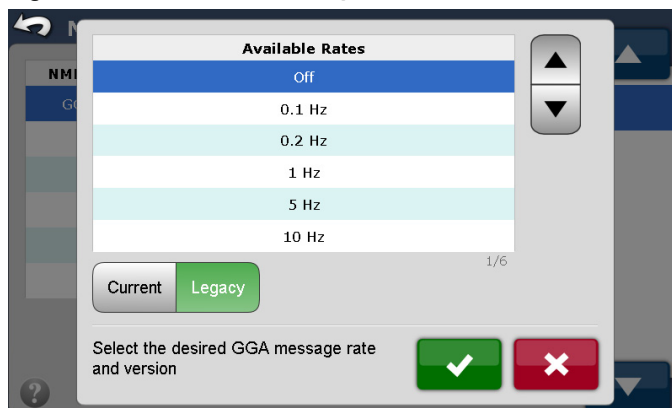 N
Available Rates
NM
Off
G
0.1 Hz
0.2 Hz
1 Hz
5 Hz
10 Hz
1/6
Current Legacy
Select the desired GGA message rate
and version
?